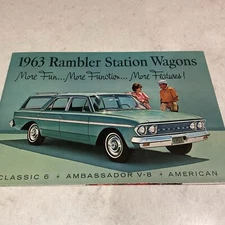 1963 Rambler Station Wagons
More Fun... More Function... More Features!
CLASSIC 6 ★ AMBASSADOR V-8 ★ AMERICAN